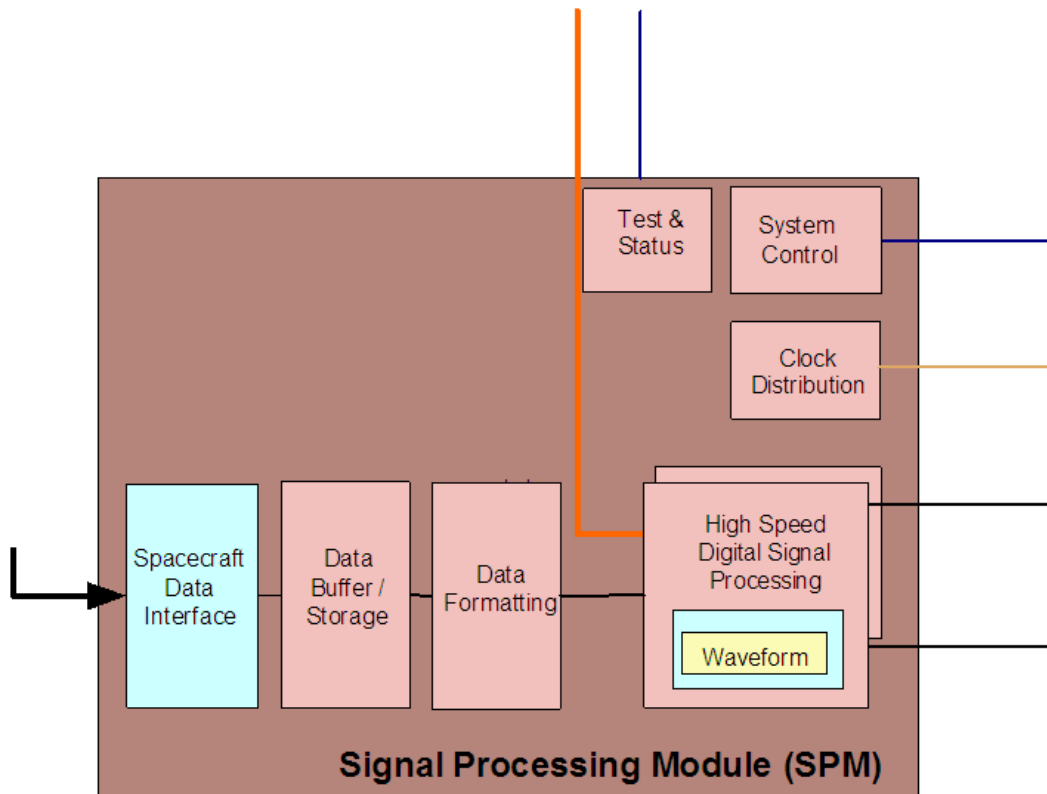 Test &
Status
System
Control
Clock
Distribution
Spacecraft
Data
Interface
Data
Buffer /
Storage
Data
Formatting
High Speed
Digital Signal
Processing
Waveform
Signal Processing Module (SPM)